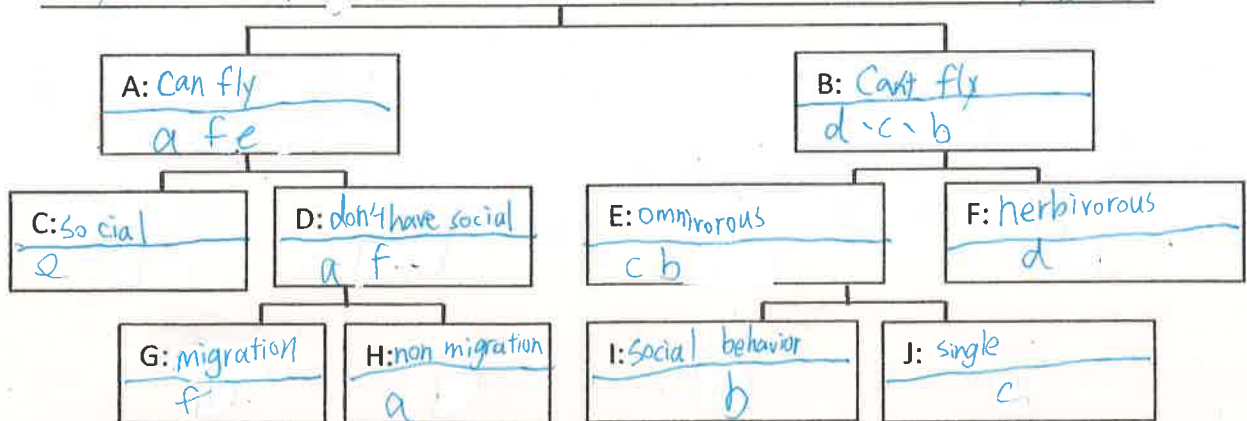 A: Can fly
a f e
B: Can't fly
d、c、b
C: social
e
D: don't have social
a f..
E: omnivorous
c b
F: herbivorous
d
G: migration
f
H: non migration
a
I: social behavior
b
J: single
c